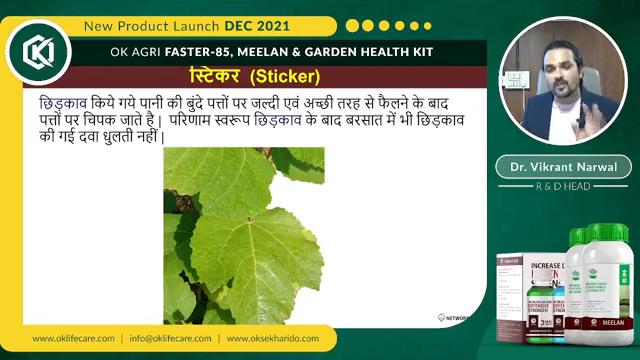 New Product Launch DEC 2021
OK AGRI FASTER-85, MEELAN & GARDEN HEALTH KIT
स्टिकर (Sticker)
छिड़काव किये गये पानी की बुंदे पत्तों पर जल्दी एवं अच्छी तरह से फैलने के बाद
पत्तों पर चिपक जाते है | परिणाम स्वरूप छिड़काव के बाद बरसात में भी छिड़काव
की गई दवा धुलती नहीं |
Dr. Vikrant Narwal
R & D HEAD
INCREASE D
MEELAN
NETWORK
www.oklifecare.com | info@oklifecare.com | www.oksekharido.com